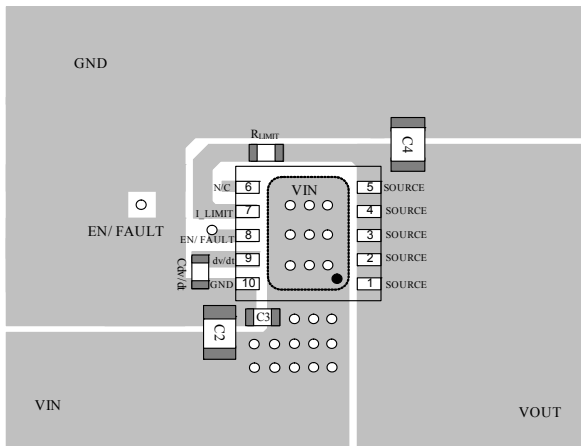 GND
R_LIMIT
C4
N/C 6 VIN 5 SOURCE
I_LIMIT 7 4 SOURCE
EN/ FAULT
EN/ FAULT 8 3 SOURCE
Cdv/dt
dv/dt 9 2 SOURCE
GND 10 1 SOURCE
C2
C3
VIN
VOUT